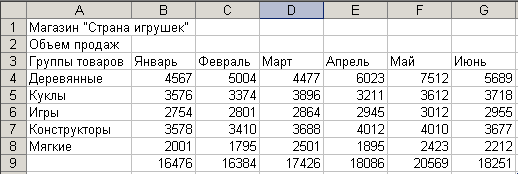 A B C D E F G
1 Магазин "Страна игрушек"
2 Объем продаж
3 Группы товаров Январь Февраль Март Апрель Май Июнь
4 Деревянные 4567 5004 4477 6023 7512 5689
5 Куклы 3576 3374 3896 3211 3612 3718
6 Игры 2754 2801 2864 2945 3012 2955
7 Конструкторы 3578 3410 3688 4012 4010 3677
8 Мягкие 2001 1795 2501 1895 2423 2212
9 16476 16384 17426 18086 20569 18251